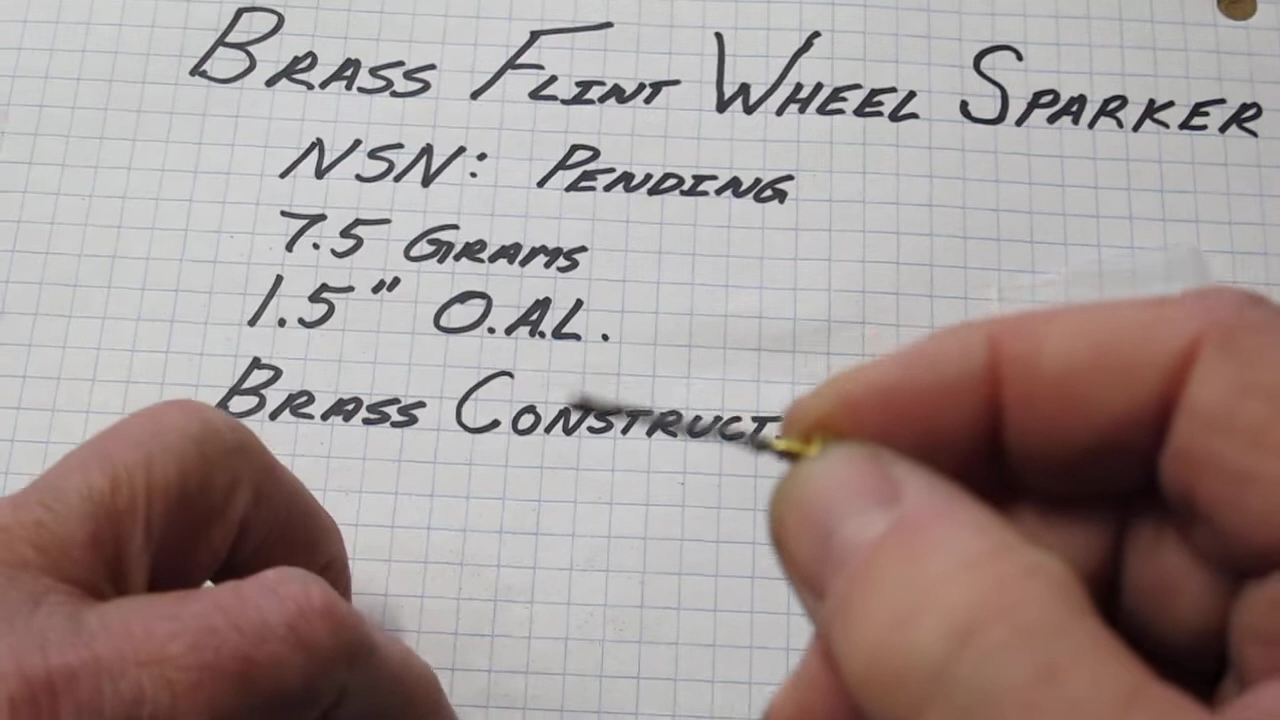 BRASS FLINT WHEEL SPARKER
NSN: PENDING
7.5 GRAMS
1.5" O.A.L.
BRASS CONSTRUCT